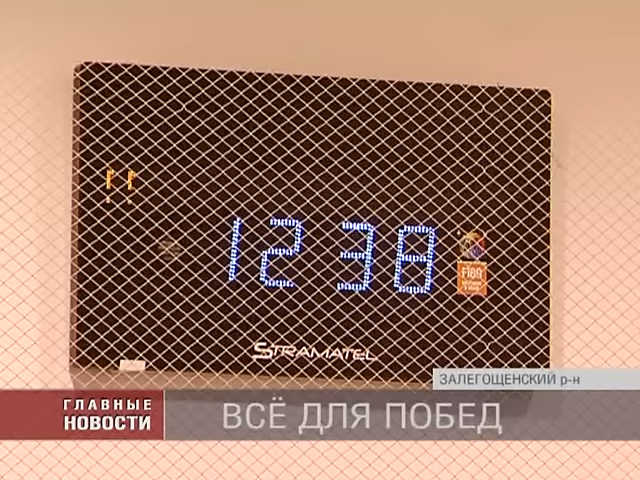 12 38
FIBA
STRAMATEL
ЗАЛЕГОЩЕНСКИЙ р-н
ГЛАВНЫЕ
НОВОСТИ
ВСЁ ДЛЯ ПОБЕД